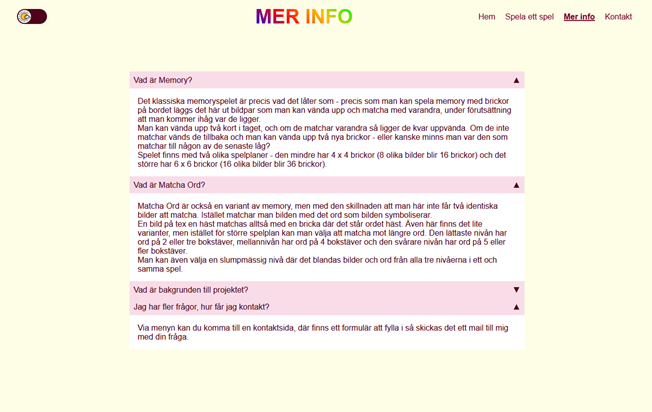 MER INFO
Hem Spela ett spel Mer info Kontakt
Vad är Memory? ▲
Det klassiska memoryspelet är precis vad det låter som - precis som man kan spela memory med brickor
på bordet läggs det här ut bildpar som man kan vända upp och matcha med varandra, under förutsättning
att man kommer ihåg var de ligger.
Man kan vända upp två kort i taget, och om de matchar varandra så ligger de kvar uppvända. Om de inte
matchar vänds de tillbaka och man kan vända upp två nya brickor - eller kanske minns man var den som
matchar till någon av de senaste låg?
Spelet finns med två olika spelplaner - den mindre har 4 x 4 brickor (8 olika bilder blir 16 brickor) och det
större har 6 x 6 brickor (16 olika bilder blir 36 brickor).
Vad är Matcha Ord? ▲
Matcha Ord är också en variant av memory, men med den skillnaden att man här inte får två identiska
bilder att matcha. Istället matchar man bilden med det ord som bilden symboliserar.
En bild på tex en häst matchas alltså med en bricka där det står ordet häst. Även här finns det lite
varianter, men istället för större spelplan kan man välja att matcha mot längre ord. Den lättaste nivån har
ord på 2 eller tre bokstäver, mellannivån har ord på 4 bokstäver och den svårare nivån har ord på 5 eller
fler bokstäver.
Man kan även välja en slumpmässig nivå där det blandas bilder och ord från alla tre nivåerna i ett och
samma spel.
Vad är bakgrunden till projektet? ▼
Jag har fler frågor, hur får jag kontakt? ▲
Via menyn kan du komma till en kontaktsida, där finns ett formulär att fylla i så skickas det ett mail till mig
med din fråga.